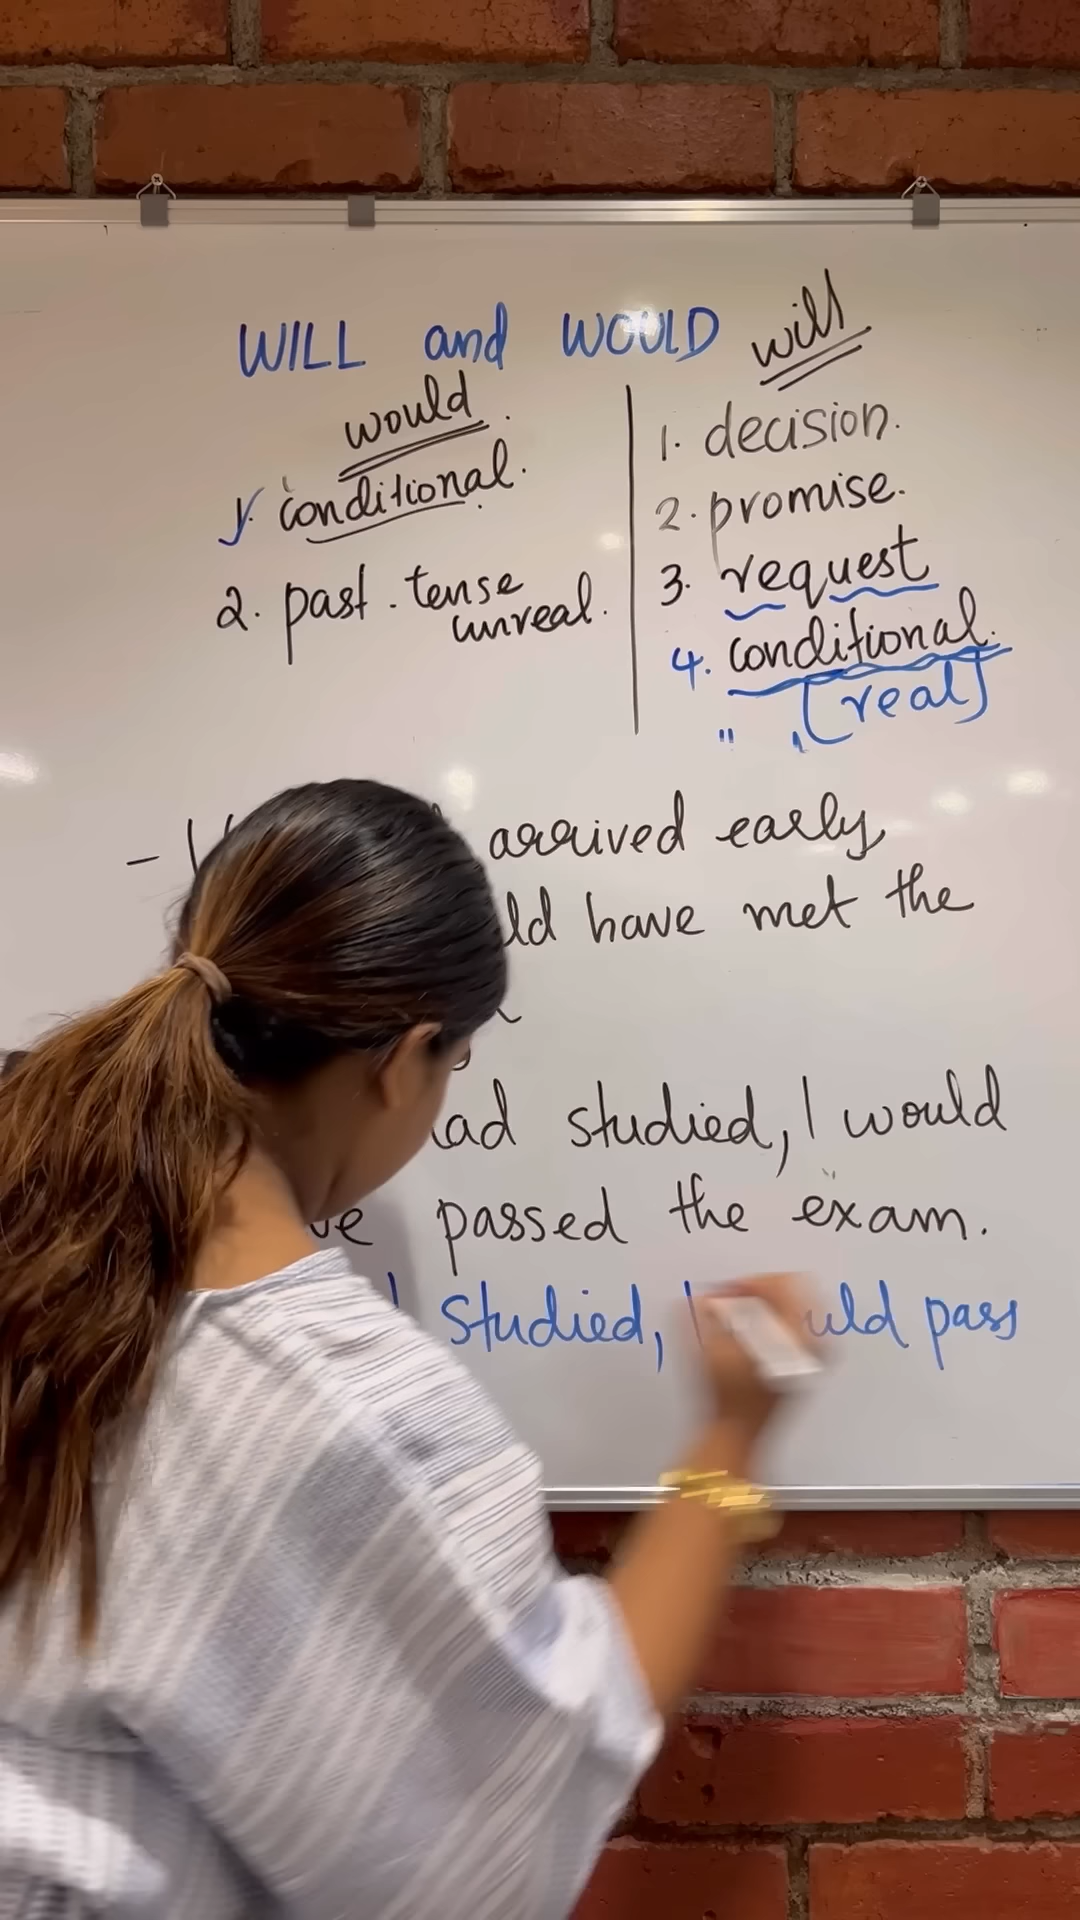 WILL and WOULD
would
1. conditional.
2. past. tense
unreal.
will
1. decision.
2. promise.
3. request
4. conditional.
" , [real]
- arrived early
have met the
studied, I would
passed the exam.
studied, pass